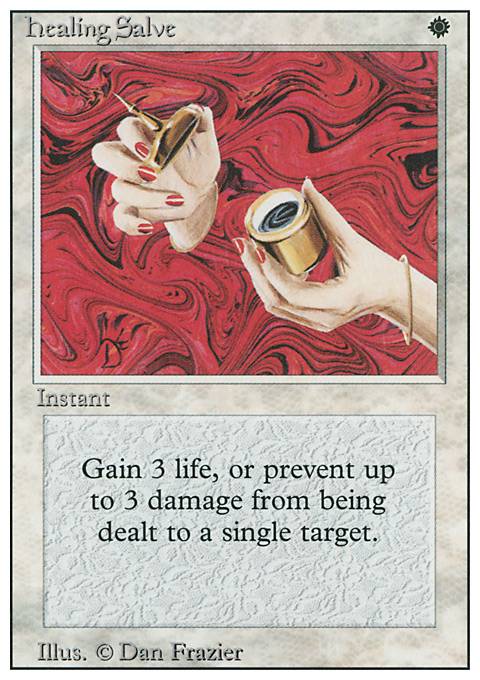 Healing Salve
Instant
Gain 3 life, or prevent up
to 3 damage from being
dealt to a single target.
Illus. © Dan Frazier